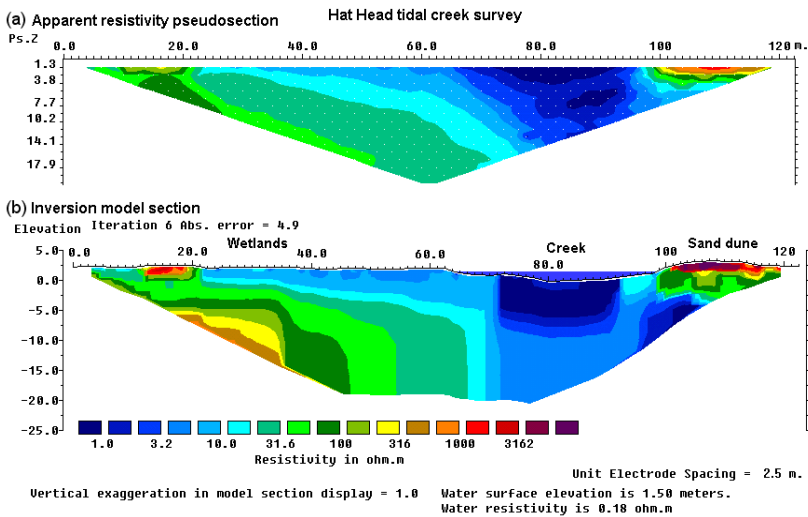 Hat Head tidal creek survey
(a) Apparent resistivity pseudosection
Ps.Z 0.0 20.0 40.0 60.0 80.0 100 120 m.
1.3
3.8
7.7
10.2
14.1
17.9
(b) Inversion model section
Elevation Iteration 6 Abs. error = 4.9
Wetlands Creek Sand dune
0.0 20.0 40.0 60.0 80.0 100 120
5.0
0.0
-5.0
-10.0
-15.0
-20.0
-25.0
1.0 3.2 10.0 31.6 100 316 1000 3162
Resistivity in ohm.m
Unit Electrode Spacing = 2.5 m.
Vertical exaggeration in model section display = 1.0 Water surface elevation is 1.50 meters.
Water resistivity is 0.18 ohm.m